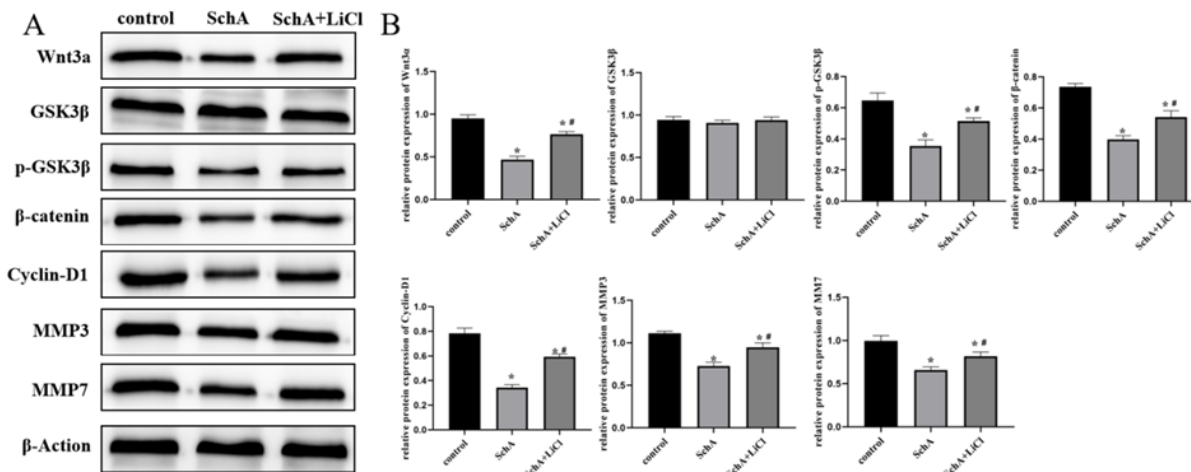 A
control SchA SchA+LiCl
Wnt3a
GSK3β
p-GSK3β
β-catenin
Cyclin-D1
MMP3
MMP7
β-Action
B
relative protein expression of Wnt3α
1.5
1.0
0.5
0.0
*
* #
control
SchA
SchA+LiCl
relative protein expression of GSK3β
1.5
1.0
0.5
0.0
control
SchA
SchA+LiCl
relative protein expression of p-GSK3β
0.8
0.6
0.4
0.2
0.0
*
* #
control
SchA
SchA+LiCl
relative protein expression of β-catenin
0.8
0.6
0.4
0.2
0.0
*
* #
control
SchA
SchA+LiCl
relative protein expression of Cyclin-D1
1.0
0.8
0.6
0.4
0.2
0.0
*
* #
control
SchA
SchA+LiCl
relative protein expression of MMP3
1.5
1.0
0.5
0.0
*
* #
control
SchA
SchA+LiCl
relative protein expression of MM7
1.5
1.0
0.5
0.0
*
* #
control
SchA
SchA+LiCl